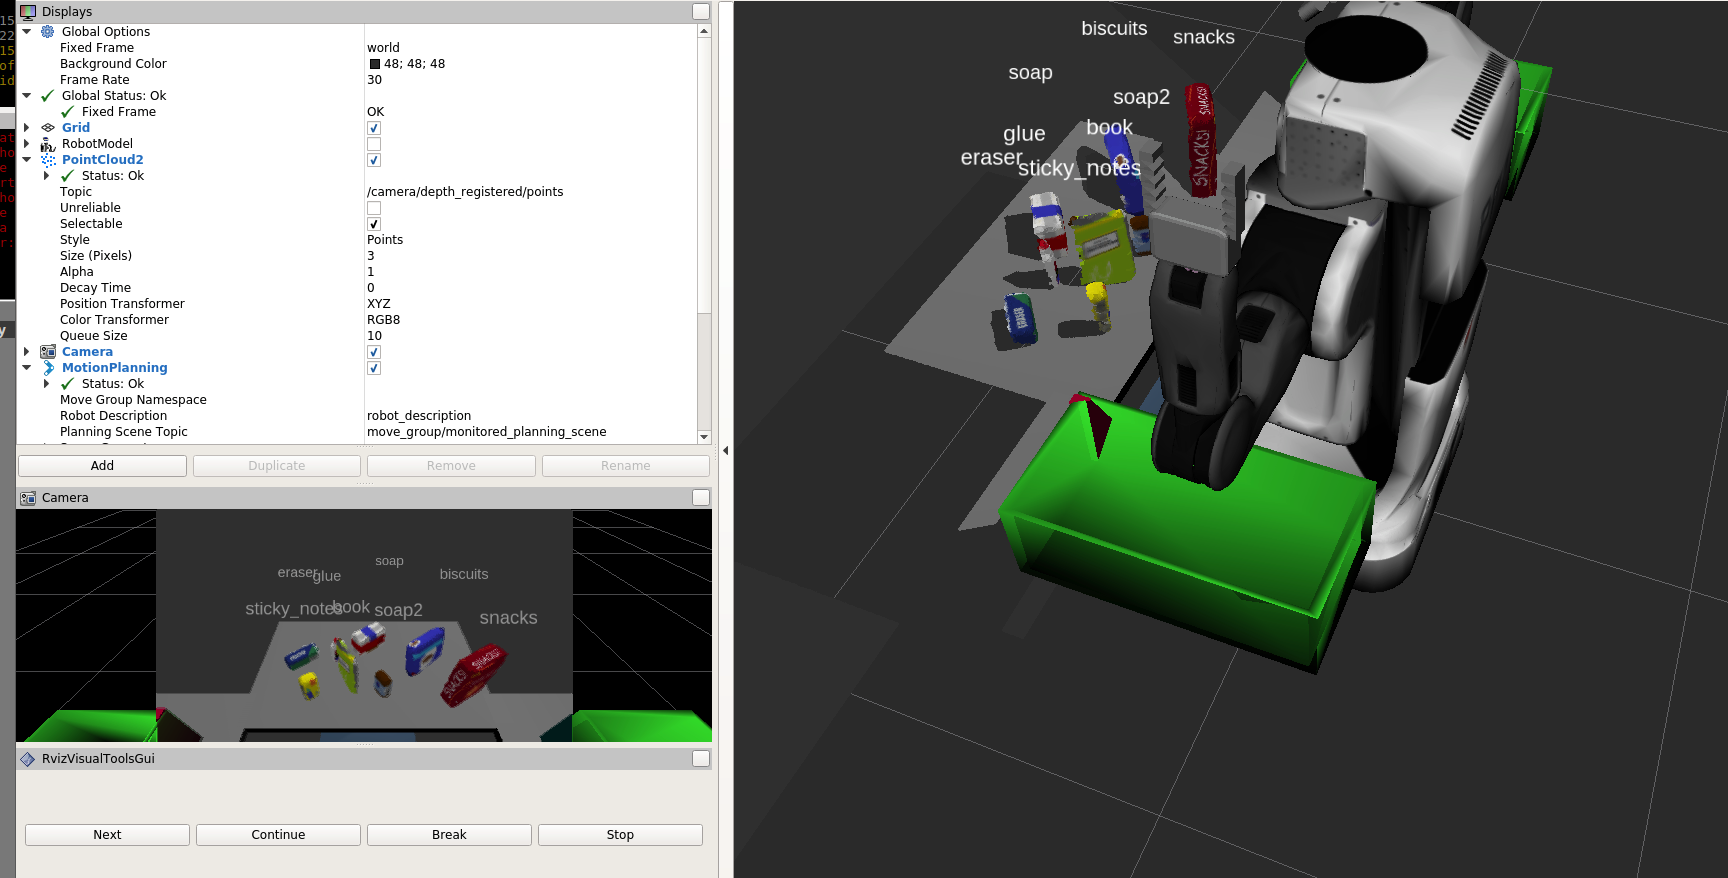 Displays
Global Options
Fixed Frame world
Background Color 48; 48; 48
Frame Rate 30
Global Status: Ok
Fixed Frame OK
Grid
RobotModel
PointCloud2
Status: Ok
Topic /camera/depth_registered/points
Unreliable
Selectable
Style Points
Size (Pixels) 3
Alpha 1
Decay Time 0
Position Transformer XYZ
Color Transformer RGB8
Queue Size 10
Camera
MotionPlanning
Status: Ok
Move Group Namespace
Robot Description robot_description
Planning Scene Topic move_group/monitored_planning_scene
Add Duplicate Remove Rename
Camera
soap
eraser glue biscuits
sticky_notes book soap2 snacks
SNACKS!
SNACKS!
RvizVisualToolsGui
Next Continue Break Stop
biscuits snacks
soap
soap2
glue book
eraser sticky_notes
SNACKS!
SNACKS!